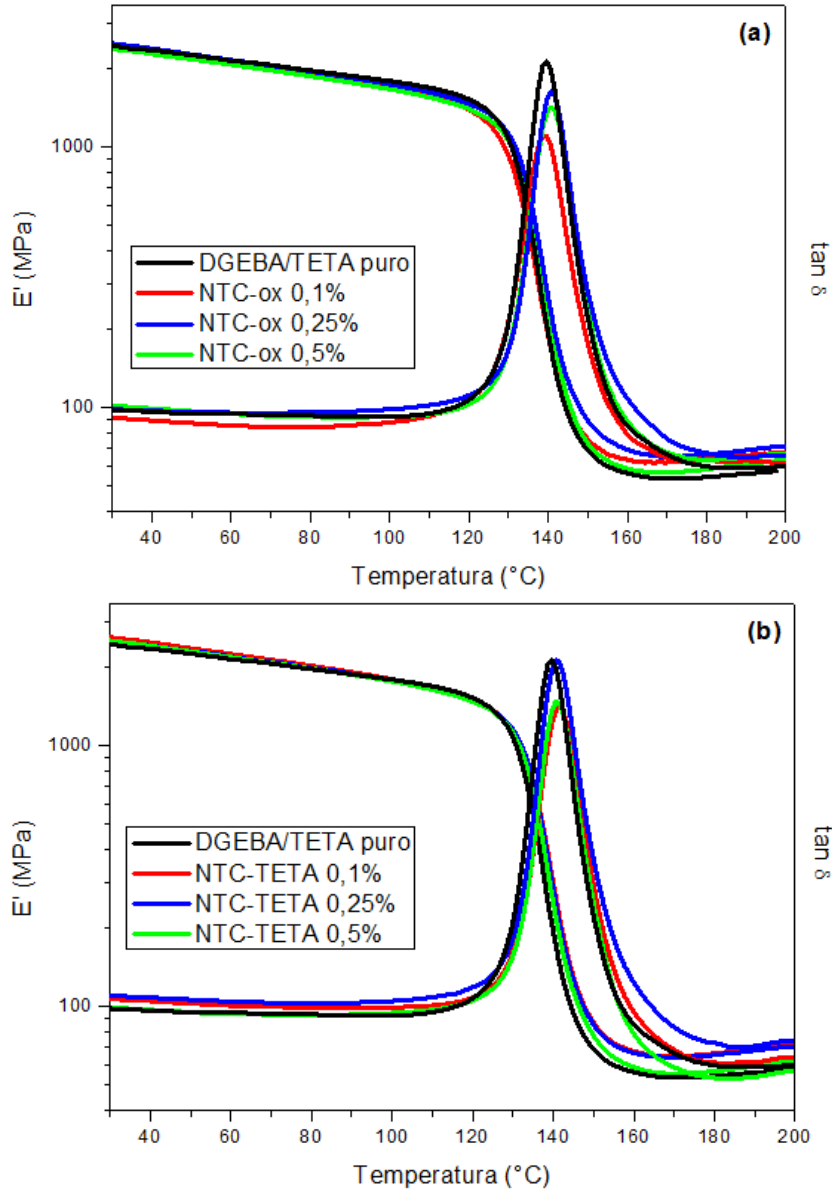 (a)
1000
100
E' (MPa)
tan δ
DGEBA/TETA puro
NTC-ox 0,1%
NTC-ox 0,25%
NTC-ox 0,5%
40 60 80 100 120 140 160 180 200
Temperatura (°C)
(b)
1000
100
E' (MPa)
tan δ
DGEBA/TETA puro
NTC-TETA 0,1%
NTC-TETA 0,25%
NTC-TETA 0,5%
40 60 80 100 120 140 160 180 200
Temperatura (°C)